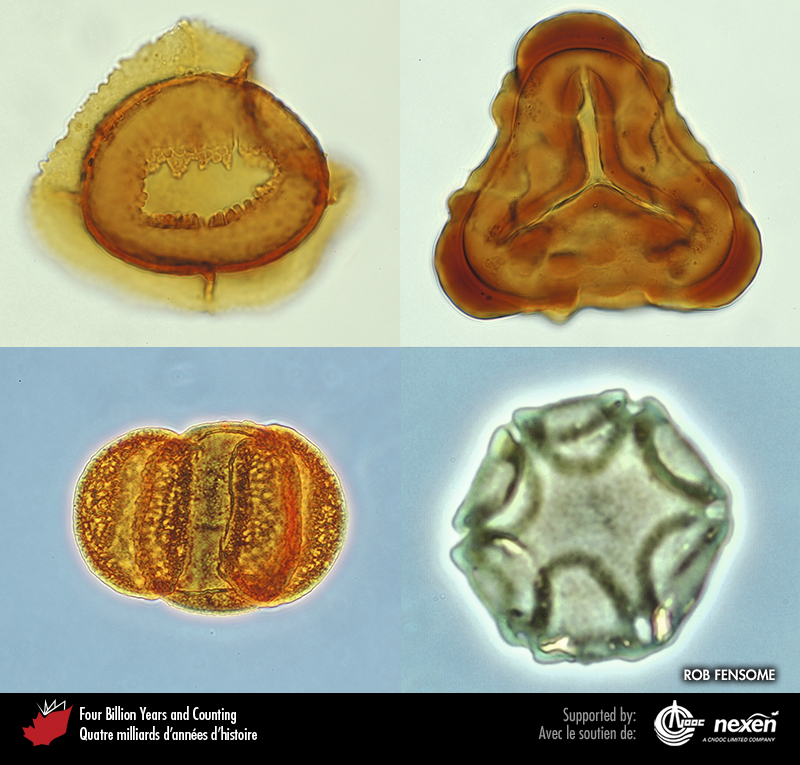 ROB FENSOME
Four Billion Years and Counting
Quatre milliards d'années d'histoire
Supported by:
Avec le soutien de:
CNOOC
nexen
A CNOOC LIMITED COMPANY